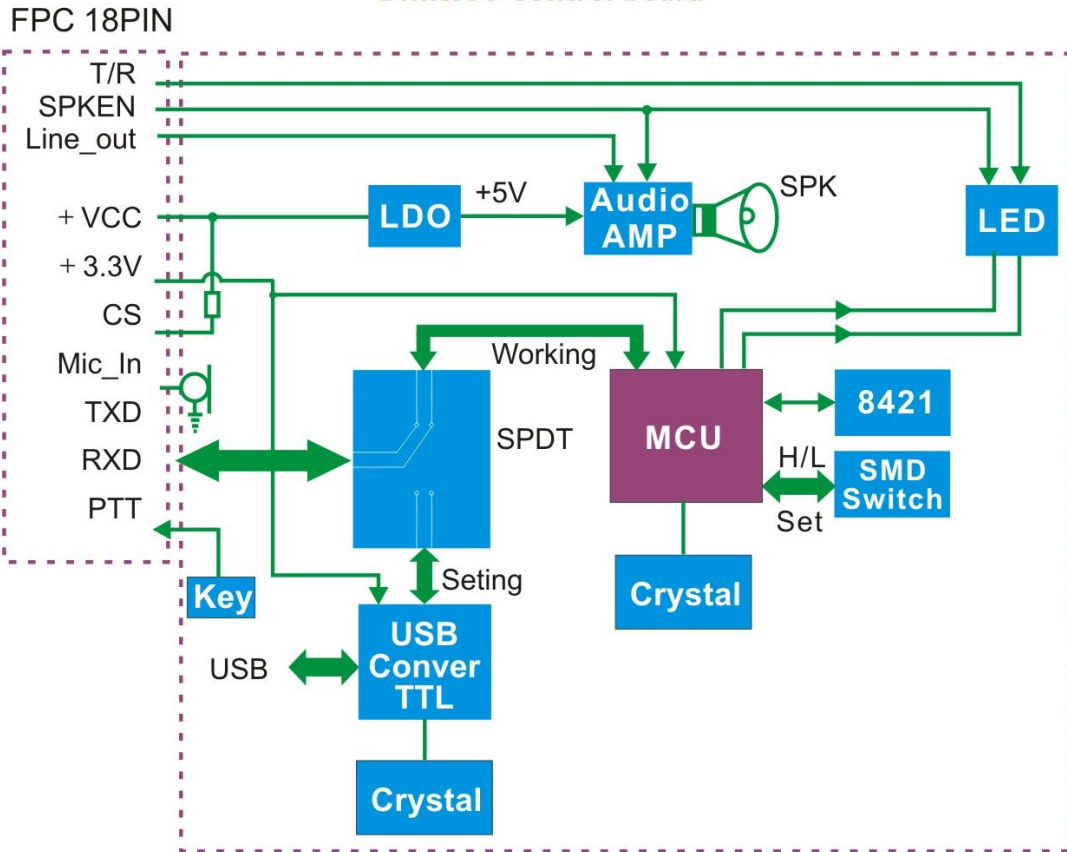 FPC 18PIN
T/R
SPKEN
Line_out
+ VCC
+ 3.3V
CS
Mic_In
TXD
RXD
PTT
LDO
+5V
Audio
AMP
SPK
LED
Working
SPDT
MCU
8421
H/L
Set
SMD
Switch
Crystal
Key
Seting
USB
USB
Conver
TTL
Crystal